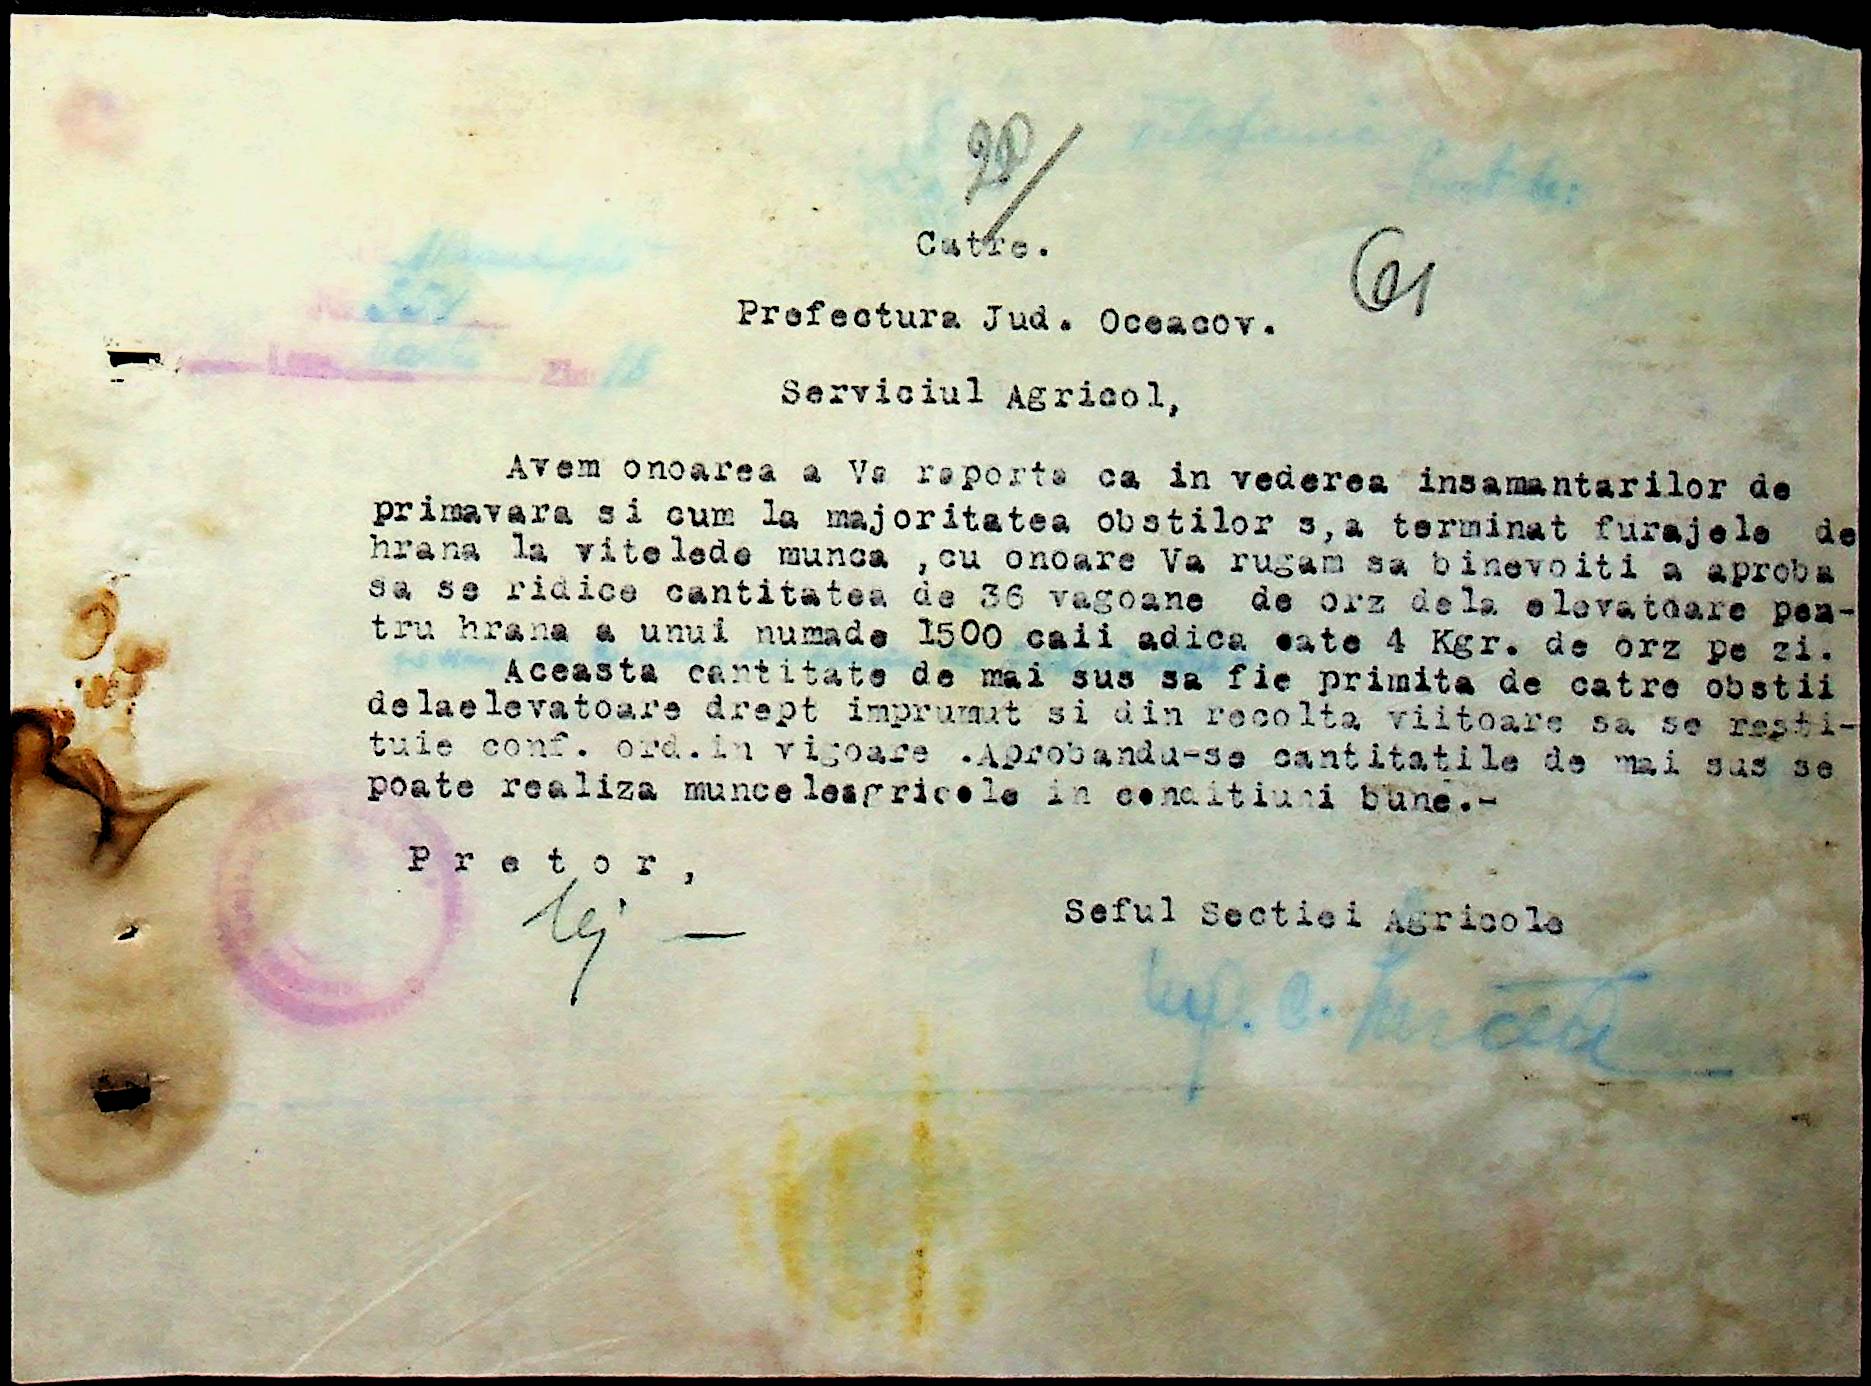 Catre.
61
Prefectura Jud. Oceacov.
Serviciul Agricol,
Avem onoarea a Va raporta ca in vederea insamantarilor de
primavara si cum la majoritatea obstilor s,a terminat furajele de
hrana la vitelede munca ,cu onoare Va rugam sa binevoiti a aproba
sa se ridice cantitatea de 36 vagoane de orz dela elevatoare pen-
tru hrana a unui numade 1500 caii adica cate 4 Kgr. de orz pe zi.
Aceasta cantitate de mai sus sa fie primita de catre obstii
delaelevatoare drept imprumut si din recolta viitoare sa se resti-
tuie conf. ord.in vigoare .Aprobandu-se cantitatile de mai sus se
poate realiza munceleagricole in conditiuni bune.-
Pretor,
Seful Sectiei Agricole